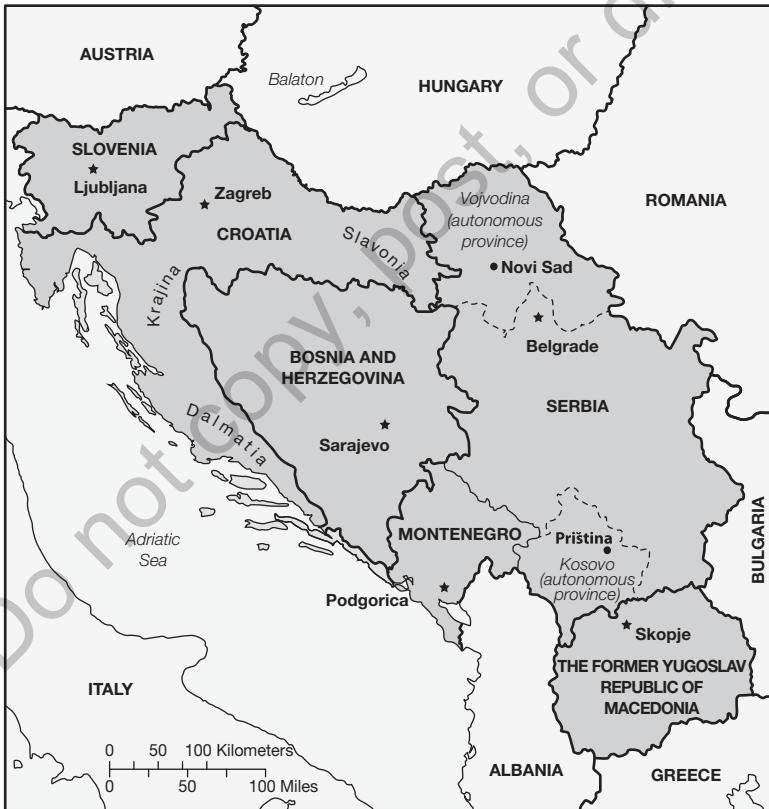 AUSTRIA
Balaton
HUNGARY
SLOVENIA
Ljubljana
Zagreb
CROATIA
Slavonia
Vojvodina
(autonomous
province)
Novi Sad
ROMANIA
Krajina
BOSNIA AND
HERZEGOVINA
Belgrade
SERBIA
Dalmatia
Sarajevo
Adriatic
Sea
MONTENEGRO
Priština
Kosovo
(autonomous
province)
BULGARIA
Podgorica
Skopje
THE FORMER YUGOSLAV
REPUBLIC OF
MACEDONIA
ITALY
0 50 100 Kilometers
0 50 100 Miles
ALBANIA
GREECE
Do not copy, post, or